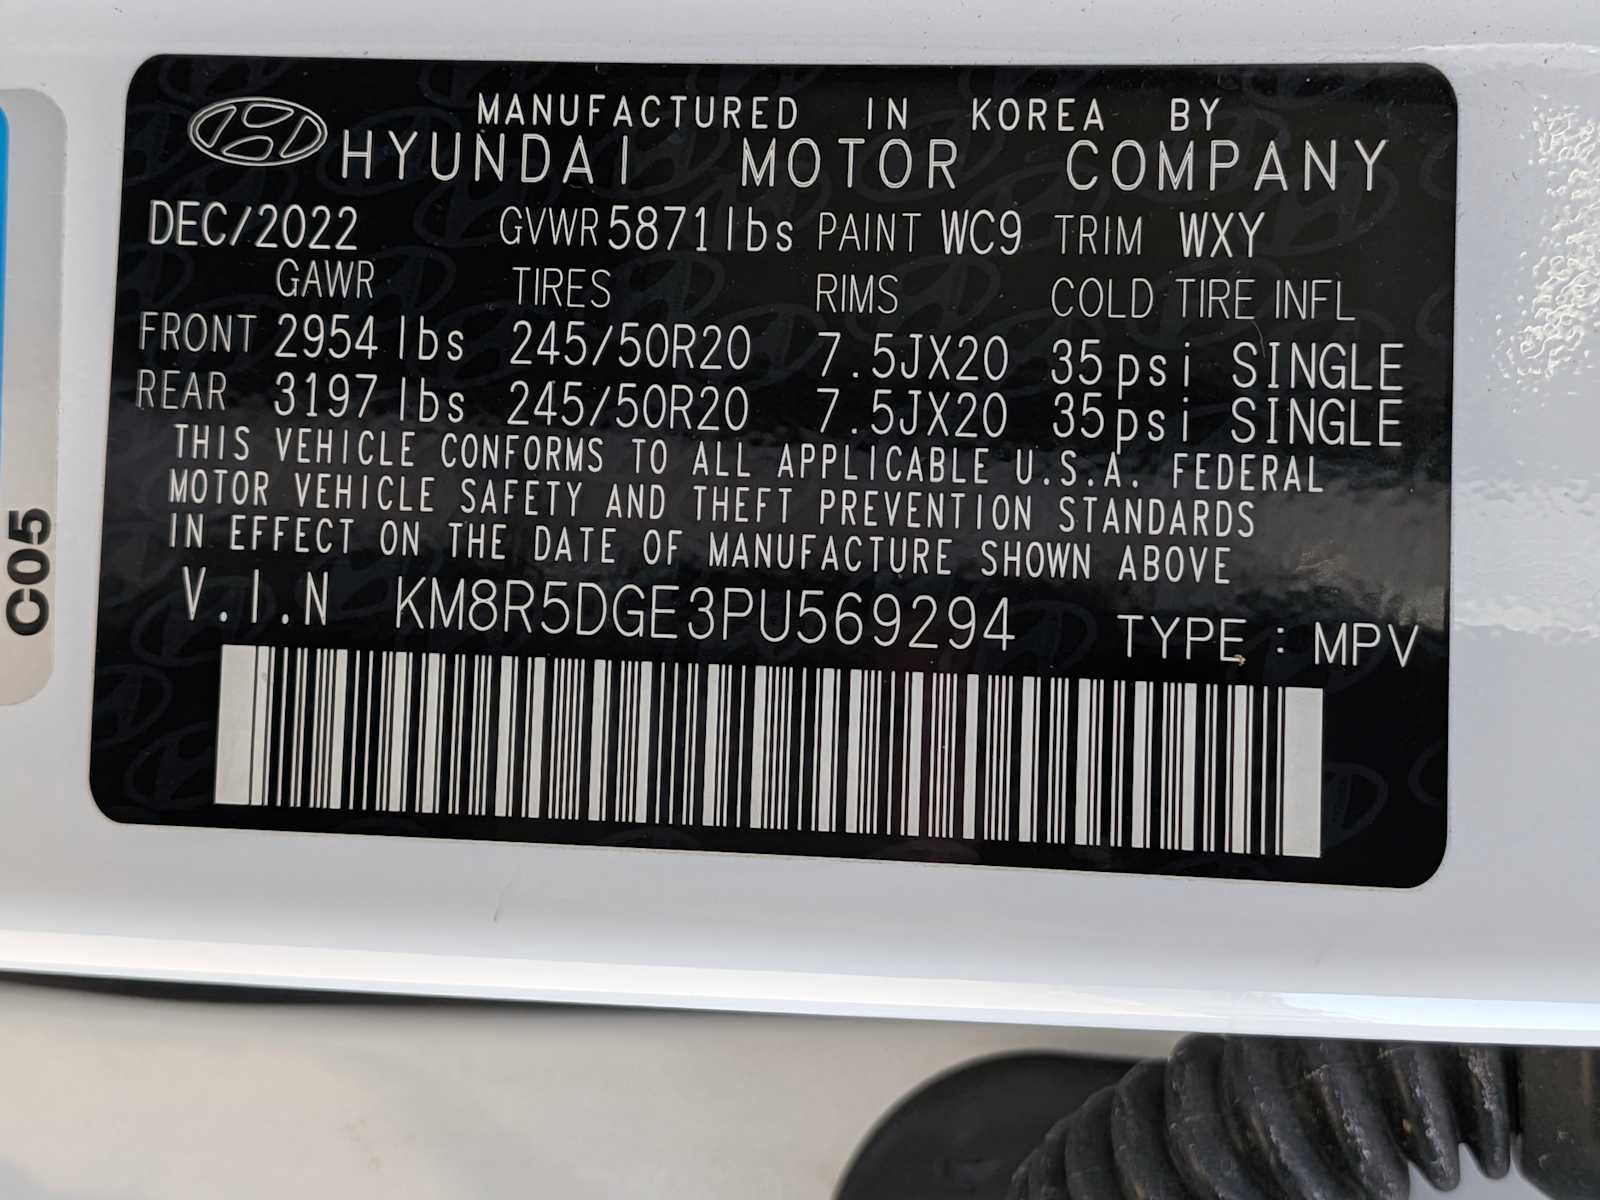 MANUFACTURED IN KOREA BY
HYUNDAI MOTOR COMPANY
DEC/2022 GVWR 5871lbs PAINT WC9 TRIM WXY
GAWR TIRES RIMS COLD TIRE INFL
FRONT 2954 lbs 245/50R20 7.5JX20 35psi SINGLE
REAR 3197 lbs 245/50R20 7.5JX20 35psi SINGLE
THIS VEHICLE CONFORMS TO ALL APPLICABLE U.S.A. FEDERAL
MOTOR VEHICLE SAFETY AND THEFT PREVENTION STANDARDS
IN EFFECT ON THE DATE OF MANUFACTURE SHOWN ABOVE
V.I.N KM8R5DGE3PU569294 TYPE : MPV
C05